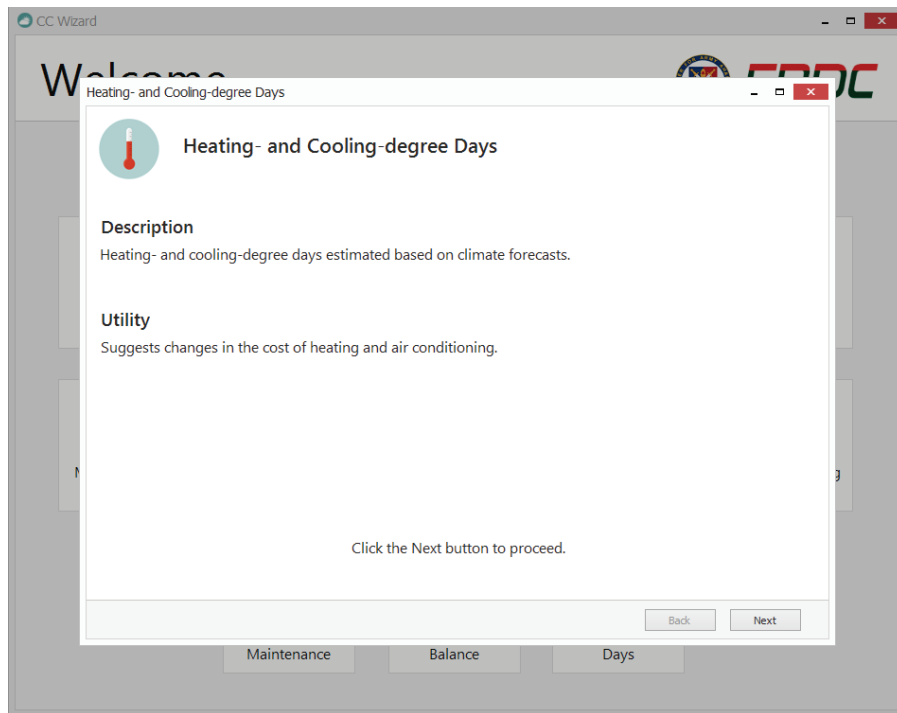 CC Wizard
Welcome
Heating- and Cooling-degree Days
Heating- and Cooling-degree Days
Description
Heating- and cooling-degree days estimated based on climate forecasts.
Utility
Suggests changes in the cost of heating and air conditioning.
Click the Next button to proceed.
Back Next
Maintenance Balance Days